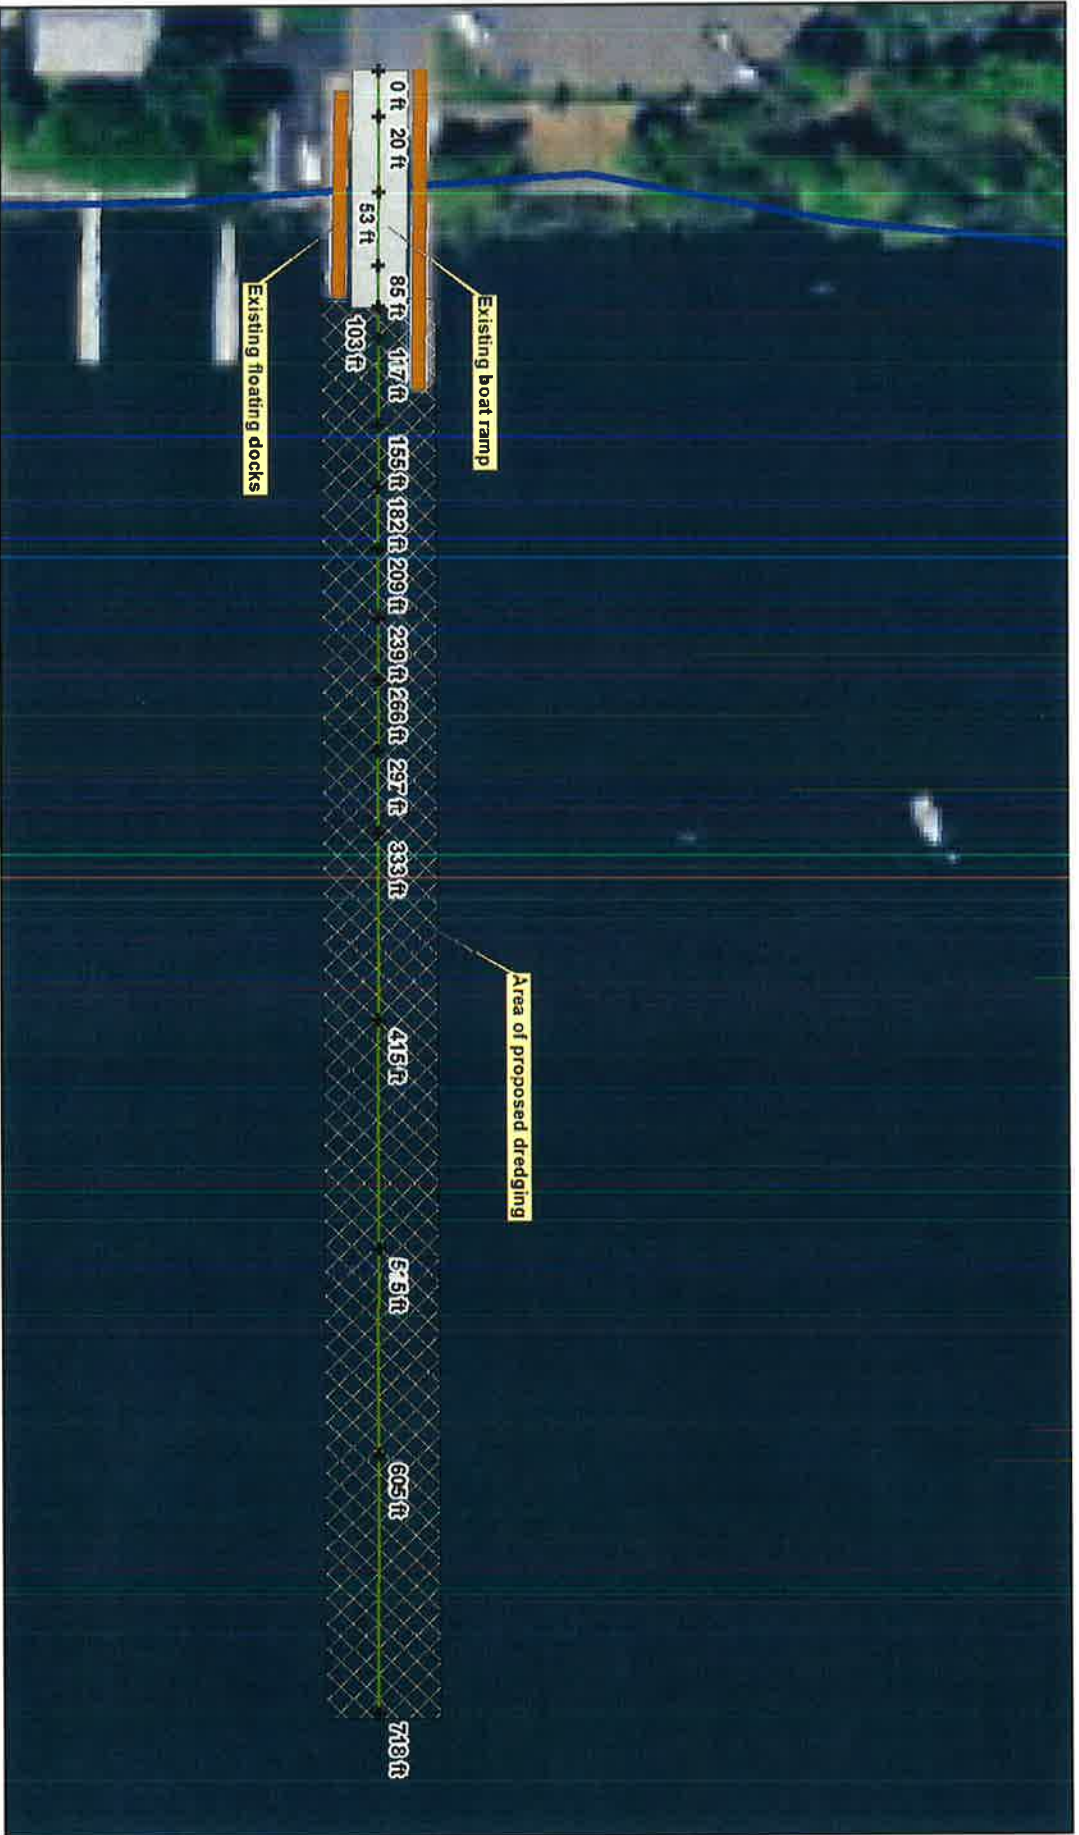 0 ft
20 ft
53 ft
85 ft
103 ft
117 ft
155 ft
182 ft
209 ft
239 ft
266 ft
297 ft
333 ft
415 ft
515 ft
605 ft
718 ft
Existing boat ramp
Existing floating docks
Area of proposed dredging